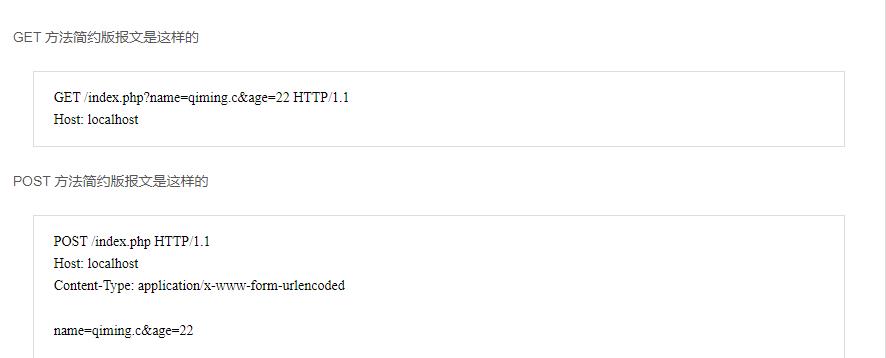 GET 方法简约版报文是这样的
GET /index.php?name=qiming.c&age=22 HTTP/1.1
Host: localhost
POST 方法简约版报文是这样的
POST /index.php HTTP/1.1
Host: localhost
Content-Type: application/x-www-form-urlencoded
name=qiming.c&age=22